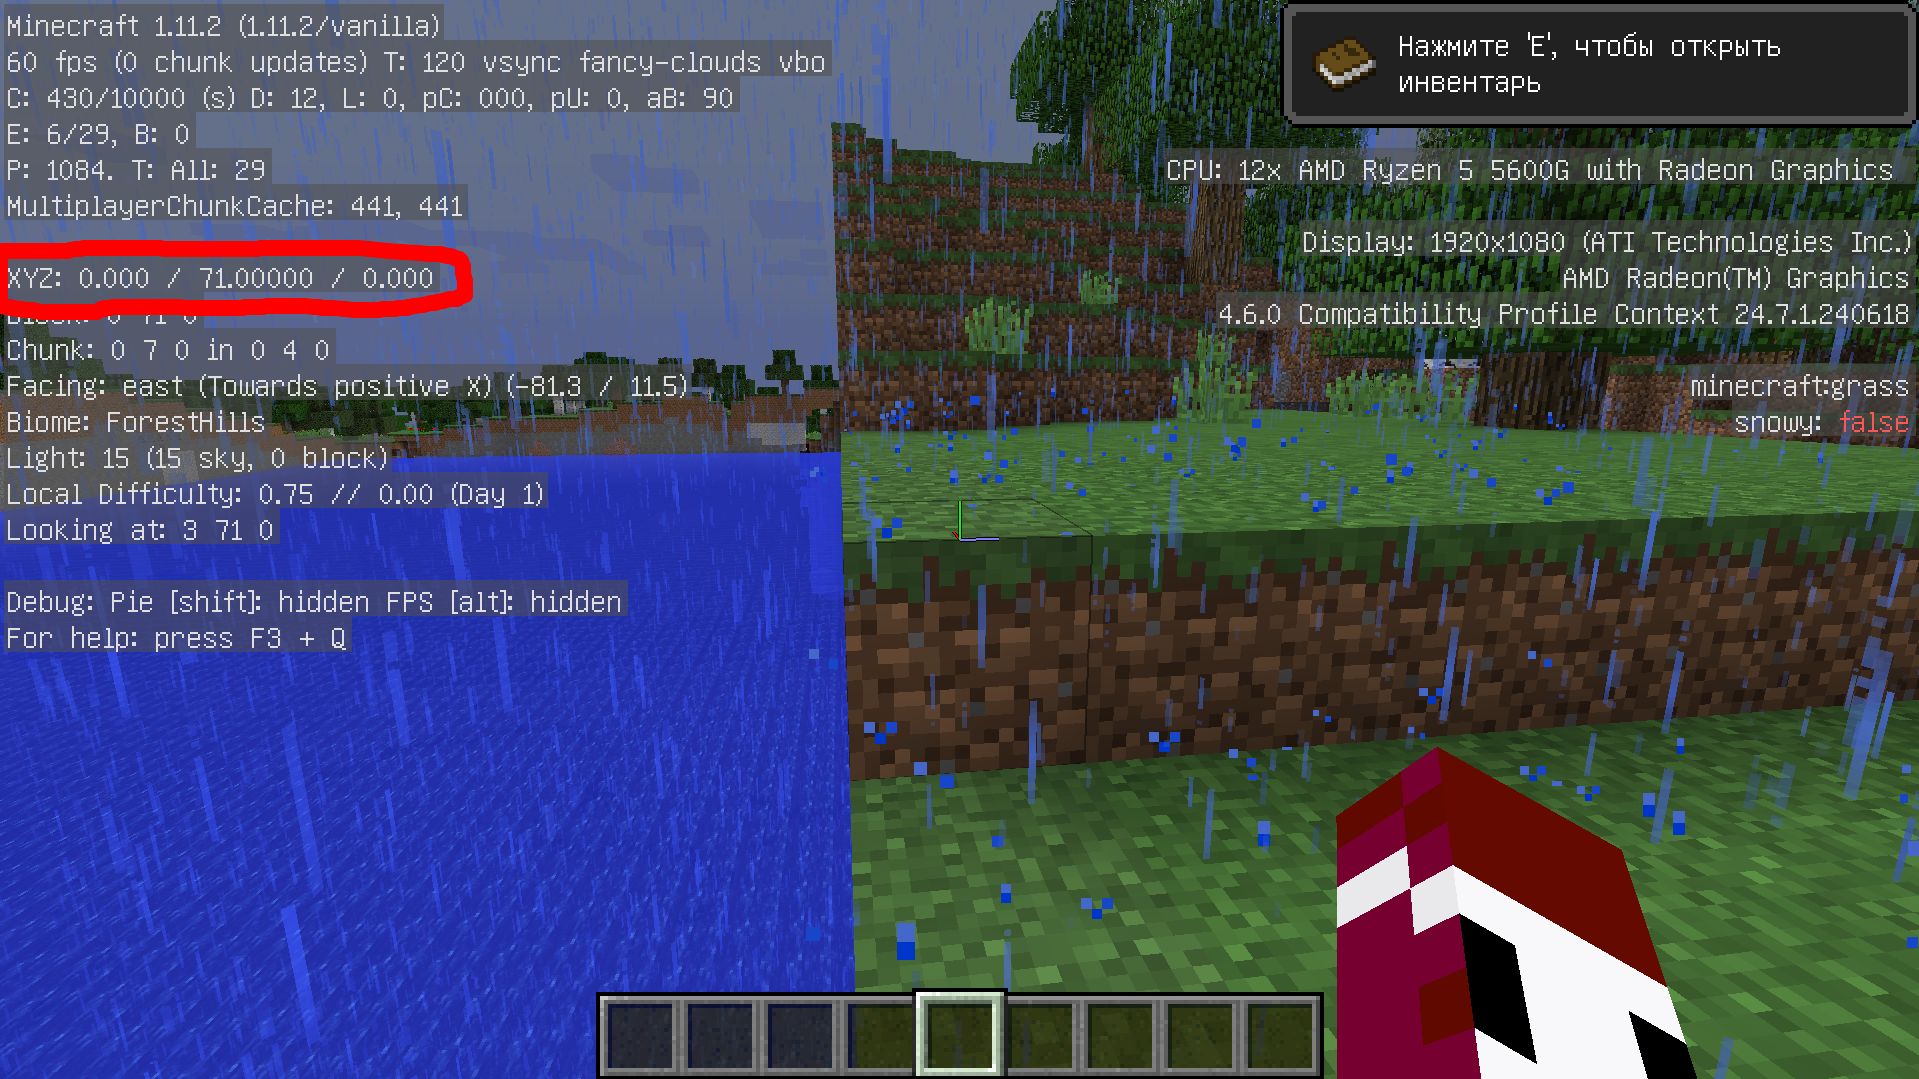 Minecraft 1.11.2 (1.11.2/vanilla)
60 fps (0 chunk updates) T: 120 vsync fancy-clouds vbo
C: 430/10000 (s) D: 12, L: 0, pC: 000, pU: 0, aB: 90
E: 6/29, B: 0
P: 1084. T: All: 29
MultiplayerChunkCache: 441, 441
XYZ: 0.000 / 71.00000 / 0.000
Block: 0 71 0
Chunk: 0 7 0 in 0 4 0
Facing: east (Towards positive X) (-81.3 / 11.5)
Biome: ForestHills
Light: 15 (15 sky, 0 block)
Local Difficulty: 0.75 // 0.00 (Day 1)
Looking at: 3 71 0
Debug: Pie [shift]: hidden FPS [alt]: hidden
For help: press F3 + Q
Нажмите 'E', чтобы открыть
инвентарь
CPU: 12x AMD Ryzen 5 5600G with Radeon Graphics
Display: 1920x1080 (ATI Technologies Inc.)
AMD Radeon(TM) Graphics
4.6.0 Compatibility Profile Context 24.7.1.240618
minecraft:grass
snowy: false